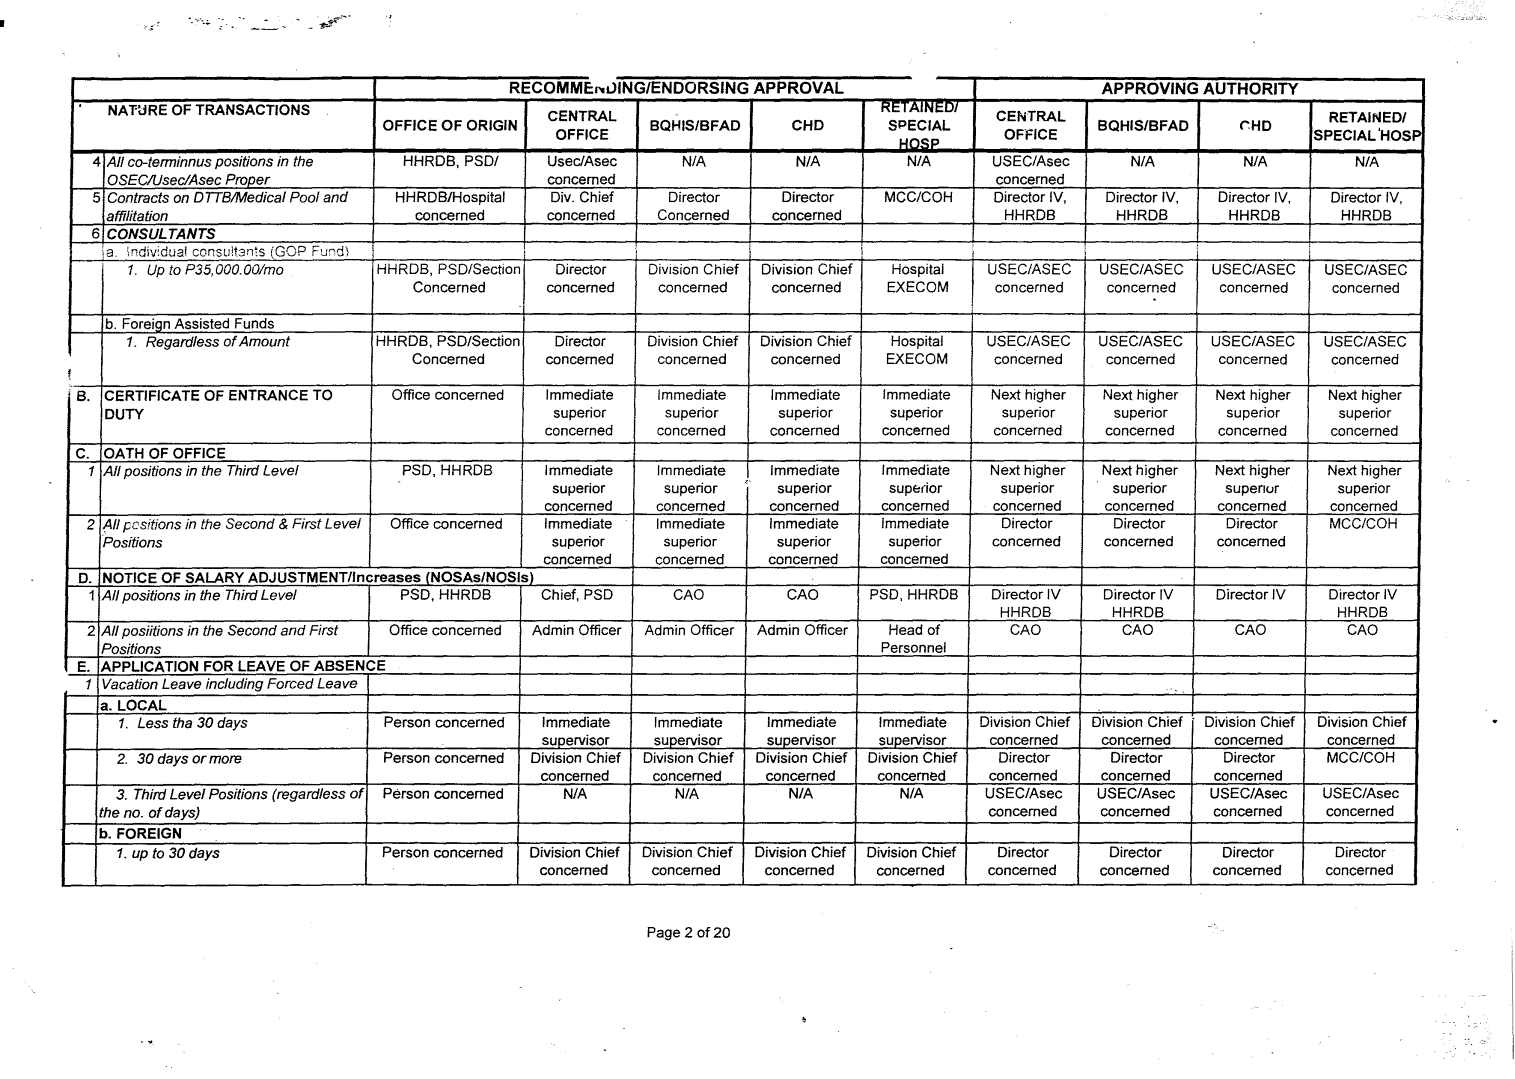 RECOMMENDING/ENDORSING APPROVAL APPROVING AUTHORITY
NATURE OF TRANSACTIONS OFFICE OF ORIGIN CENTRAL OFFICE BQHIS/BFAD CHD RETAINED/ SPECIAL HOSP CENTRAL OFFICE BQHIS/BFAD CHD RETAINED/ SPECIAL HOSP
4 All co-terminnus positions in the HHRDB, PSD/ Usec/Asec N/A N/A N/A USEC/Asec N/A N/A N/A
OSEC/Usec/Asec Proper concerned concerned
5 Contracts on DTTB/Medical Pool and HHRDB/Hospital Div. Chief Director Director MCC/COH Director IV, Director IV, Director IV, Director IV,
affilitation concerned concerned Concerned concerned HHRDB HHRDB HHRDB HHRDB
6 CONSULTANTS
a. Individual consultants (GOP Fund)
1. Up to P35,000.00/mo HHRDB, PSD/Section Director Division Chief Division Chief Hospital USEC/ASEC USEC/ASEC USEC/ASEC USEC/ASEC
Concerned concerned concerned concerned EXECOM concerned concerned concerned concerned
b. Foreign Assisted Funds
1. Regardless of Amount HHRDB, PSD/Section Director Division Chief Division Chief Hospital USEC/ASEC USEC/ASEC USEC/ASEC USEC/ASEC
Concerned concerned concerned concerned EXECOM concerned concerned concerned concerned
B. CERTIFICATE OF ENTRANCE TO Office concerned Immediate Immediate Immediate Immediate Next higher Next higher Next higher Next higher
DUTY superior superior superior superior superior superior superior superior
concerned concerned concerned concerned concerned concerned concerned concerned
C. OATH OF OFFICE
1 All positions in the Third Level PSD, HHRDB Immediate Immediate Immediate Immediate Next higher Next higher Next higher Next higher
superior superior superior superior superior superior superior superior
concerned concerned concerned concerned concerned concerned concerned concerned
2 All positions in the Second & First Level Office concerned Immediate Immediate Immediate Immediate Director Director Director MCC/COH
Positions superior superior superior superior concerned concerned concerned
concerned concerned concerned concerned
D. NOTICE OF SALARY ADJUSTMENT/Increases (NOSAs/NOSIs)
1 All positions in the Third Level PSD, HHRDB Chief, PSD CAO CAO PSD, HHRDB Director IV Director IV Director IV Director IV
HHRDB HHRDB HHRDB
2 All posiitions in the Second and First Office concerned Admin Officer Admin Officer Admin Officer Head of CAO CAO CAO CAO
Positions Personnel
E. APPLICATION FOR LEAVE OF ABSENCE
1 Vacation Leave including Forced Leave
a. LOCAL
1. Less tha 30 days Person concerned Immediate Immediate Immediate Immediate Division Chief Division Chief Division Chief Division Chief
supervisor supervisor supervisor supervisor concerned concerned concerned concerned
2. 30 days or more Person concerned Division Chief Division Chief Division Chief Division Chief Director Director Director MCC/COH
concerned concerned concerned concerned concerned concerned concerned
3. Third Level Positions (regardless of Person concerned N/A N/A N/A N/A USEC/Asec USEC/Asec USEC/Asec USEC/Asec
the no. of days) concerned concerned concerned concerned
b. FOREIGN
1. up to 30 days Person concerned Division Chief Division Chief Division Chief Division Chief Director Director Director Director
concerned concerned concerned concerned concerned concerned concerned concerned
Page 2 of 20